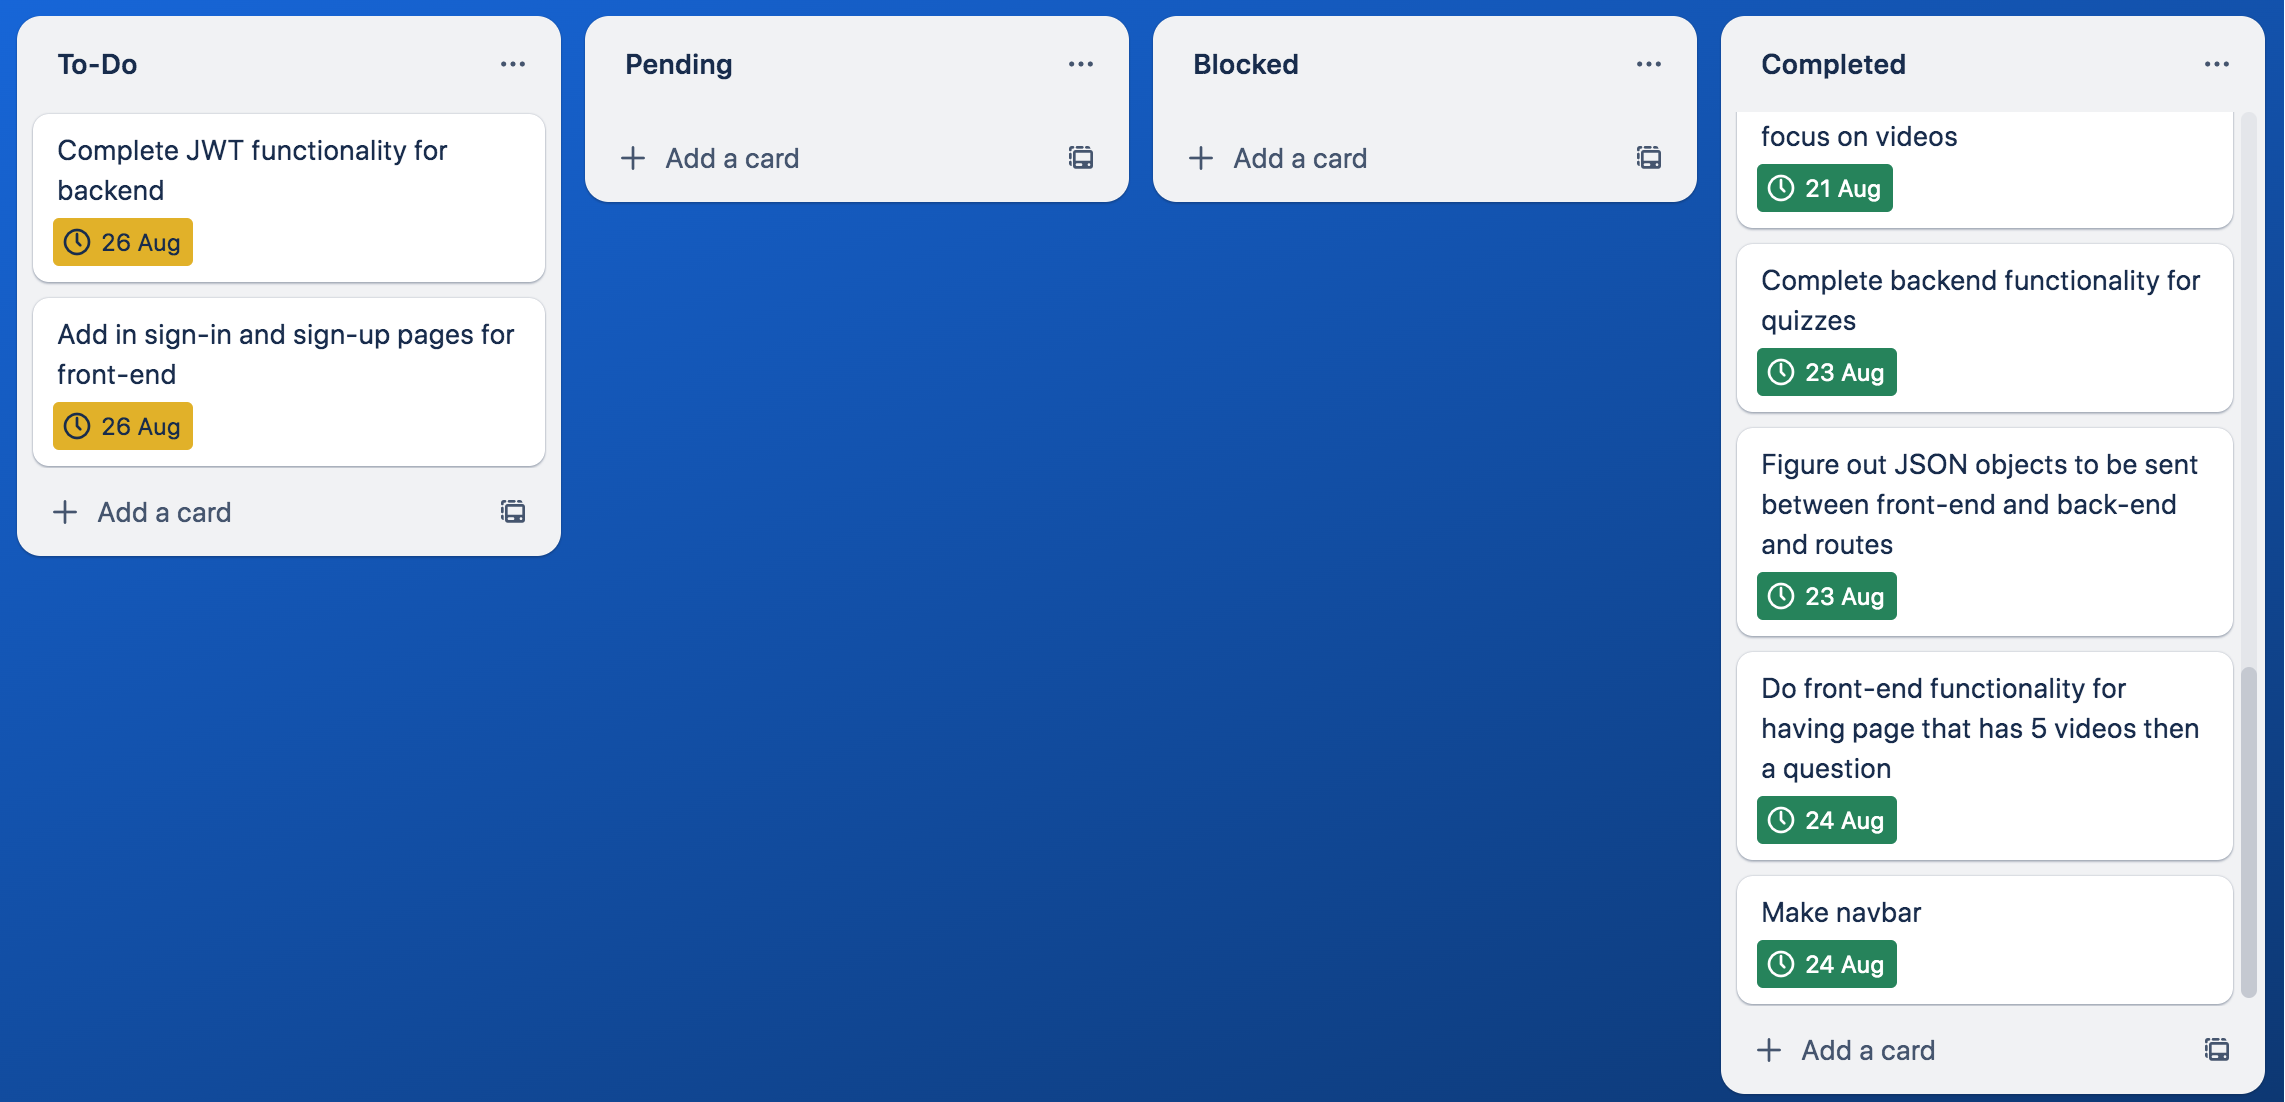 To-Do
Complete JWT functionality for
backend
26 Aug
Add in sign-in and sign-up pages for
front-end
26 Aug
Add a card
Pending
Add a card
Blocked
Add a card
Completed
focus on videos
21 Aug
Complete backend functionality for
quizzes
23 Aug
Figure out JSON objects to be sent
between front-end and back-end
and routes
23 Aug
Do front-end functionality for
having page that has 5 videos then
a question
24 Aug
Make navbar
24 Aug
Add a card